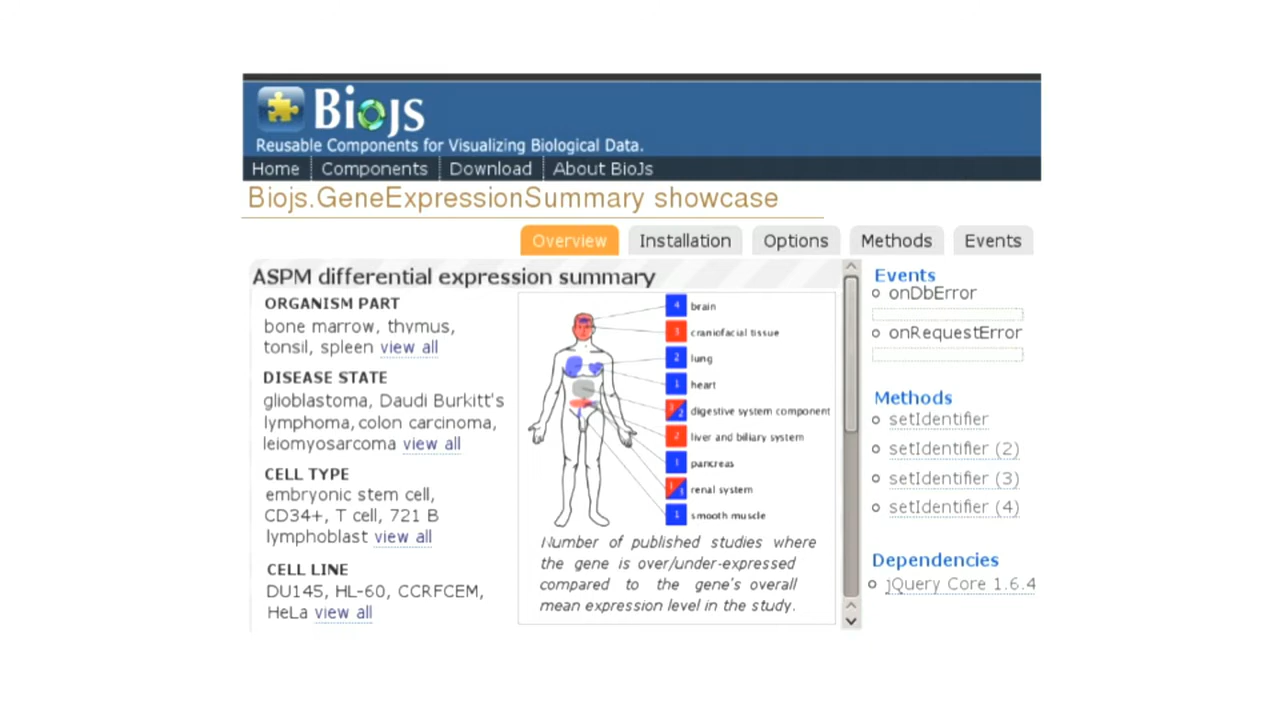 BioJS
Reusable Components for Visualizing Biological Data.
Home Components Download About BioJs
Biojs.GeneExpressionSummary showcase
Overview Installation Options Methods Events
ASPM differential expression summary
ORGANISM PART
bone marrow, thymus,
tonsil, spleen view all
DISEASE STATE
glioblastoma, Daudi Burkitt's
lymphoma, colon carcinoma,
leiomyosarcoma view all
CELL TYPE
embryonic stem cell,
CD34+, T cell, 721 B
lymphoblast view all
CELL LINE
DU145, HL-60, CCRFCEM,
HeLa view all
4 brain
craniofacial tissue
2 lung
1 heart
2 digestive system component
2 liver and biliary system
1 pancreas
1 1 renal system
1 smooth muscle
Number of published studies where
the gene is over/under-expressed
compared to the gene's overall
mean expression level in the study.
Events
onDbError
onRequestError
Methods
setIdentifier
setIdentifier (2)
setIdentifier (3)
setIdentifier (4)
Dependencies
jQuery Core 1.6.4